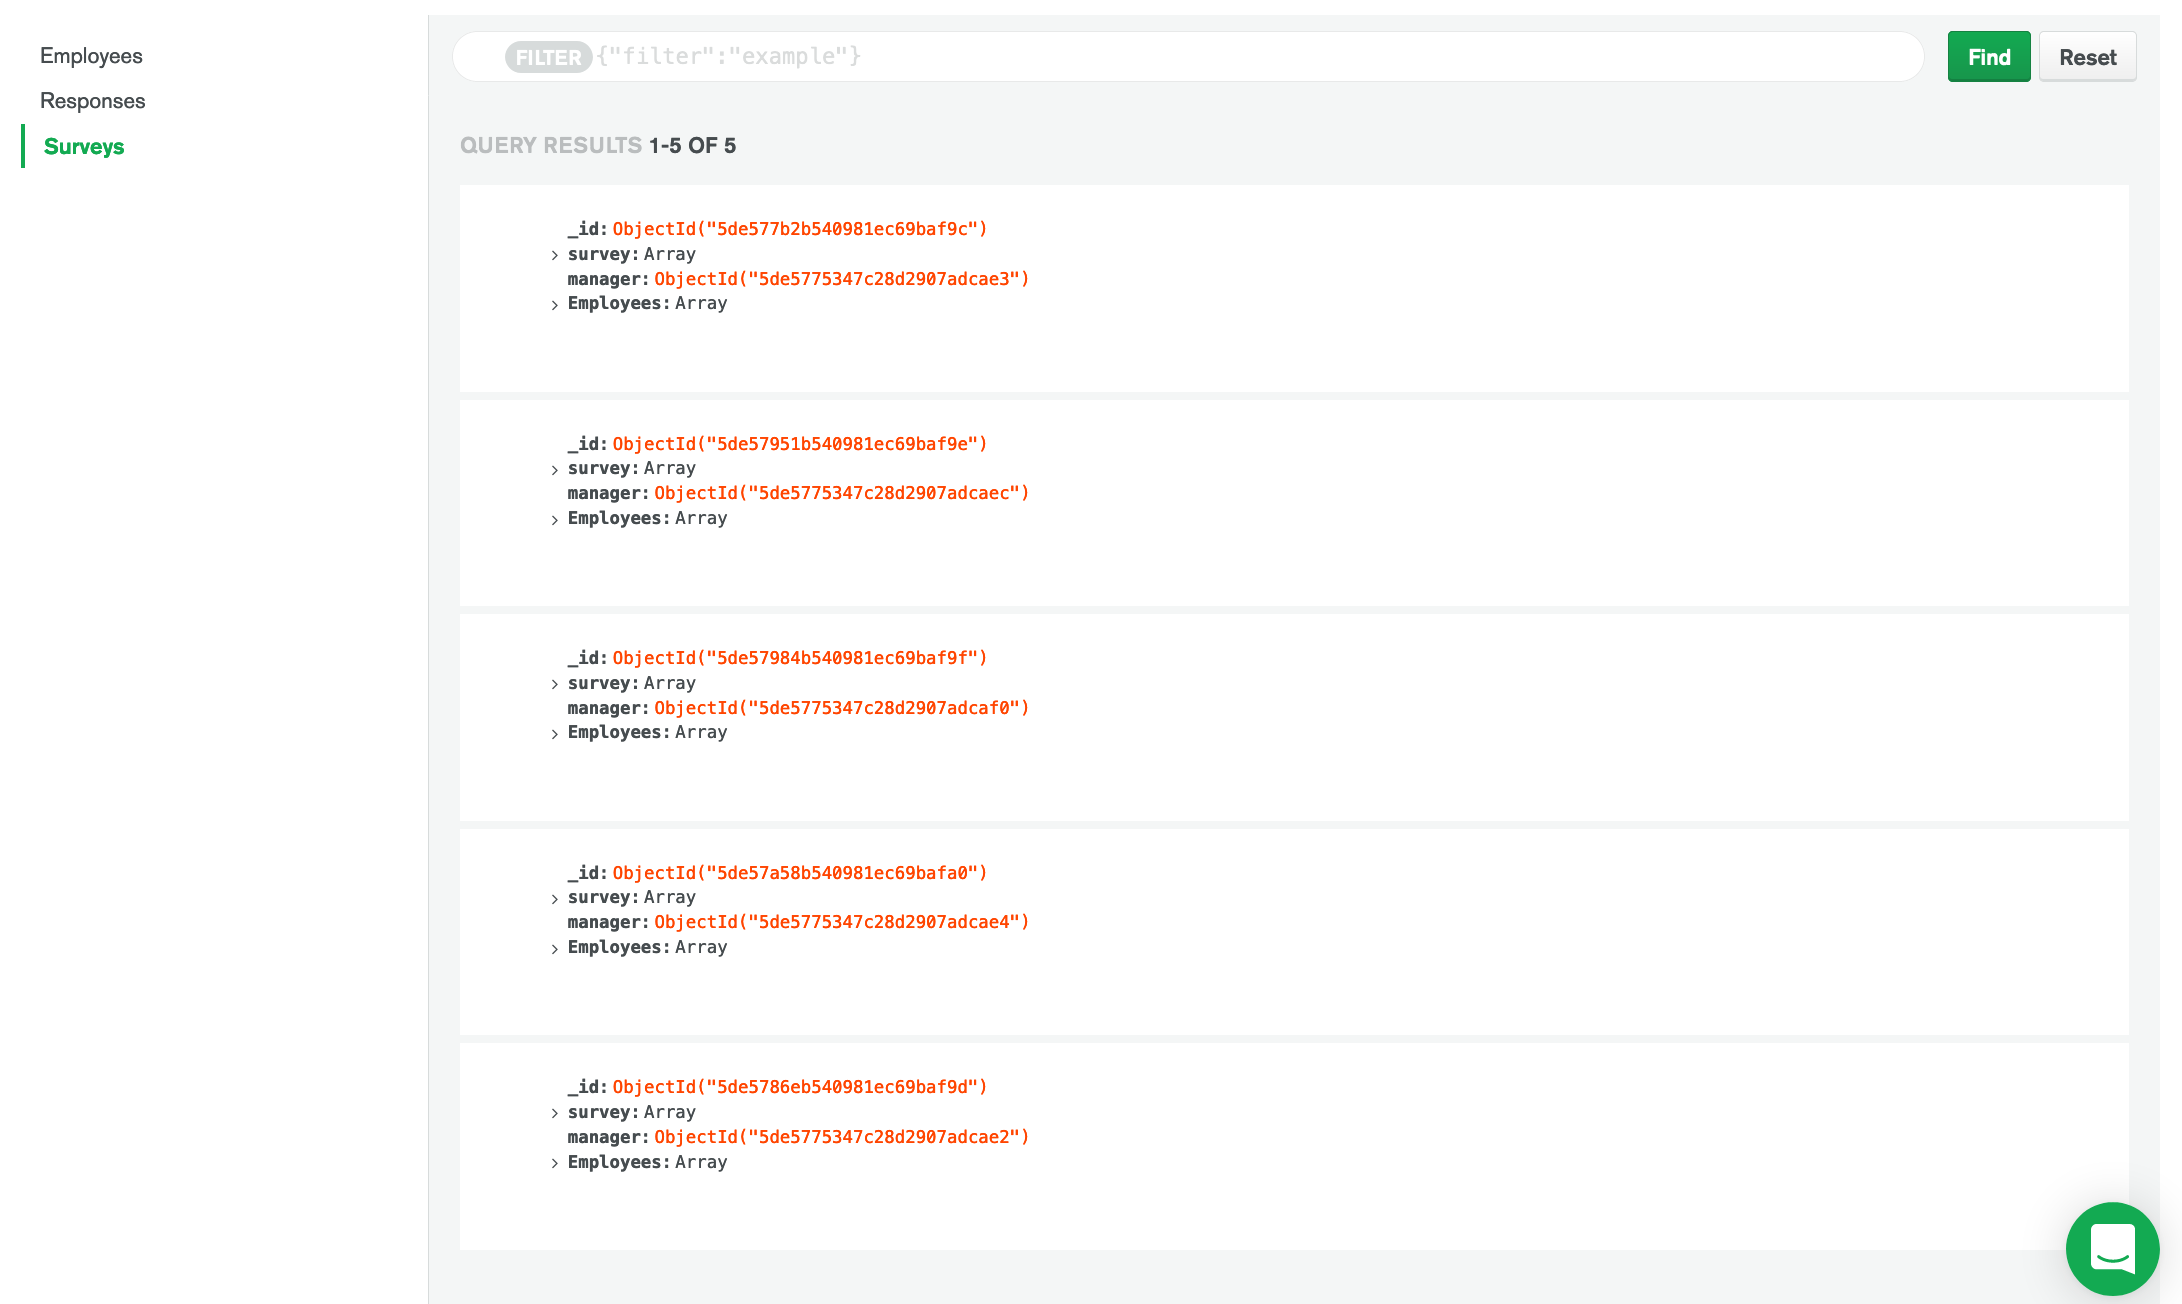 Employees
Responses
Surveys
FILTER {"filter":"example"}
Find
Reset
QUERY RESULTS 1-5 OF 5
_id: ObjectId("5de577b2b540981ec69baf9c")
> survey: Array
manager: ObjectId("5de5775347c28d2907adcae3")
> Employees: Array
_id: ObjectId("5de57951b540981ec69baf9e")
> survey: Array
manager: ObjectId("5de5775347c28d2907adcaec")
> Employees: Array
_id: ObjectId("5de57984b540981ec69baf9f")
> survey: Array
manager: ObjectId("5de5775347c28d2907adcaf0")
> Employees: Array
_id: ObjectId("5de57a58b540981ec69bafa0")
> survey: Array
manager: ObjectId("5de5775347c28d2907adcae4")
> Employees: Array
_id: ObjectId("5de5786eb540981ec69baf9d")
> survey: Array
manager: ObjectId("5de5775347c28d2907adcae2")
> Employees: Array